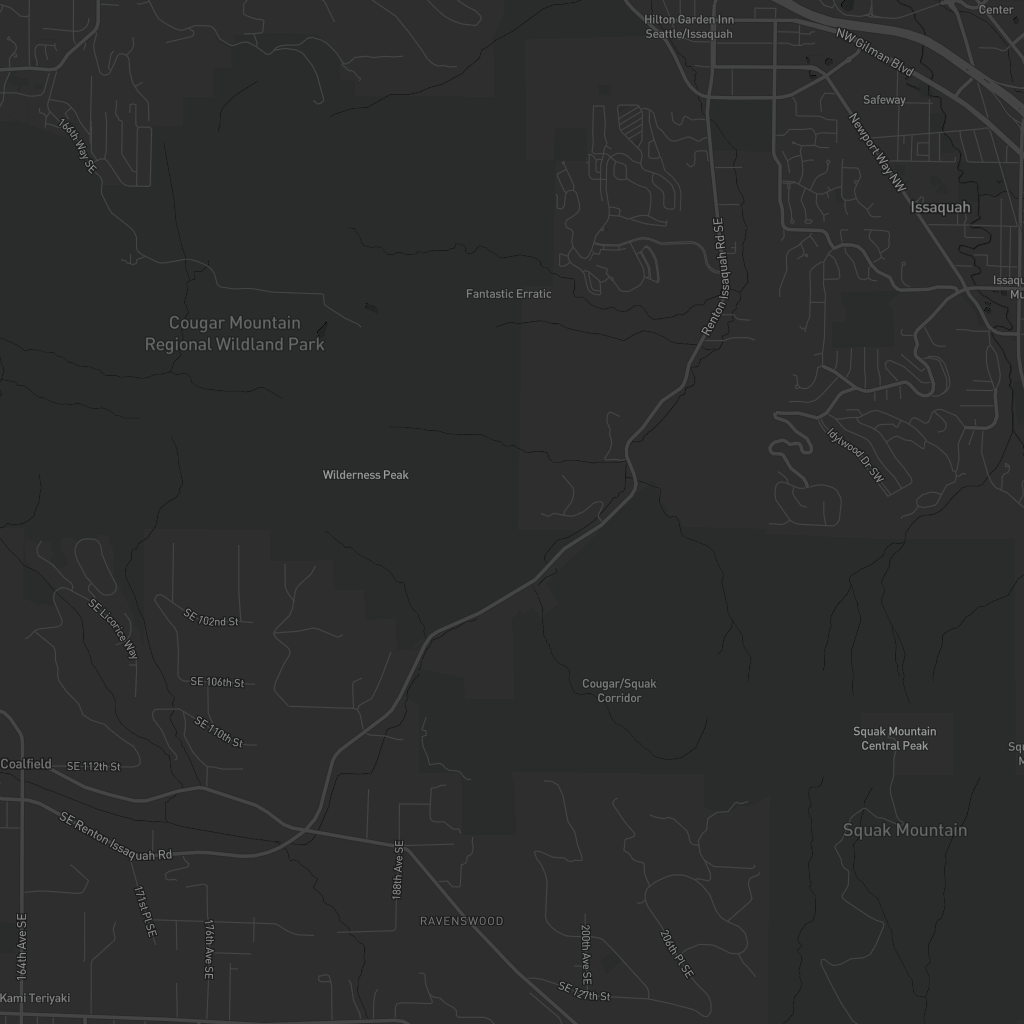 Center
Hilton Garden Inn
Seattle/Issaquah
NW Gilman Blvd
Safeway
166th Way SE
Newport Way NW
Issaquah
Renton Issaquah Rd SE
Fantastic Erratic
Cougar Mountain
Regional Wildland Park
Idylwood Dr SW
Wilderness Peak
SE Licorice Way
SE 102nd St
SE 106th St
Cougar/Squak
Corridor
SE 110th St
Squak Mountain
Central Peak
Coalfield
SE 112th St
SE Renton Issaquah Rd
Squak Mountain
188th Ave SE
171st Pl SE
RAVENSWOOD
164th Ave SE
176th Ave SE
200th Ave SE
206th Pl SE
SE 127th St
Kami Teriyaki